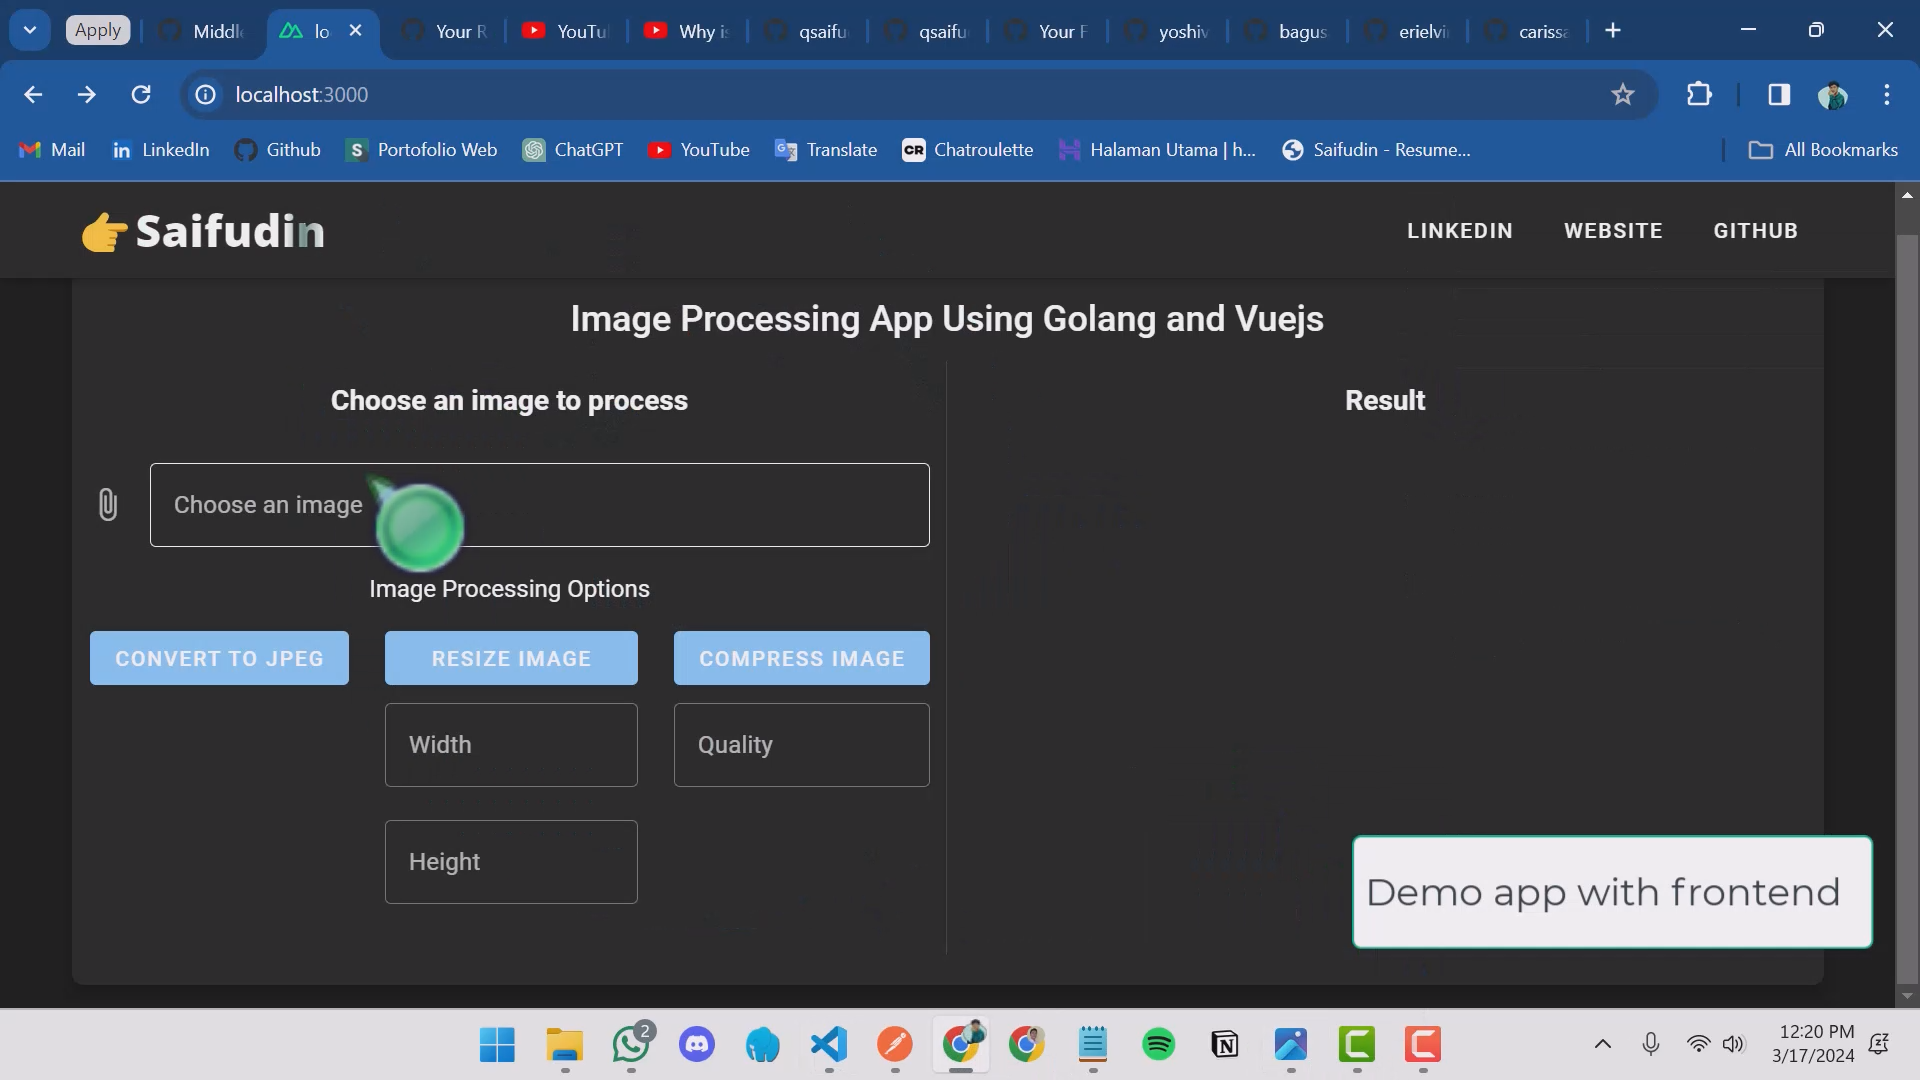 Apply
Middl
lo
Your R
YouTu
Why is
qsaifu
qsaifu
Your F
yoshiv
bagus
erielvi
carissa
localhost:3000
Mail
LinkedIn
Github
Portofolio Web
ChatGPT
YouTube
Translate
CR
Chatroulette
Halaman Utama | h...
Saifudin - Resume...
All Bookmarks
Saifudin
LINKEDIN
WEBSITE
GITHUB
Image Processing App Using Golang and Vuejs
Choose an image to process
Result
Choose an image
Image Processing Options
CONVERT TO JPEG
RESIZE IMAGE
COMPRESS IMAGE
Width
Quality
Height
Demo app with frontend
2
12:20 PM
3/17/2024